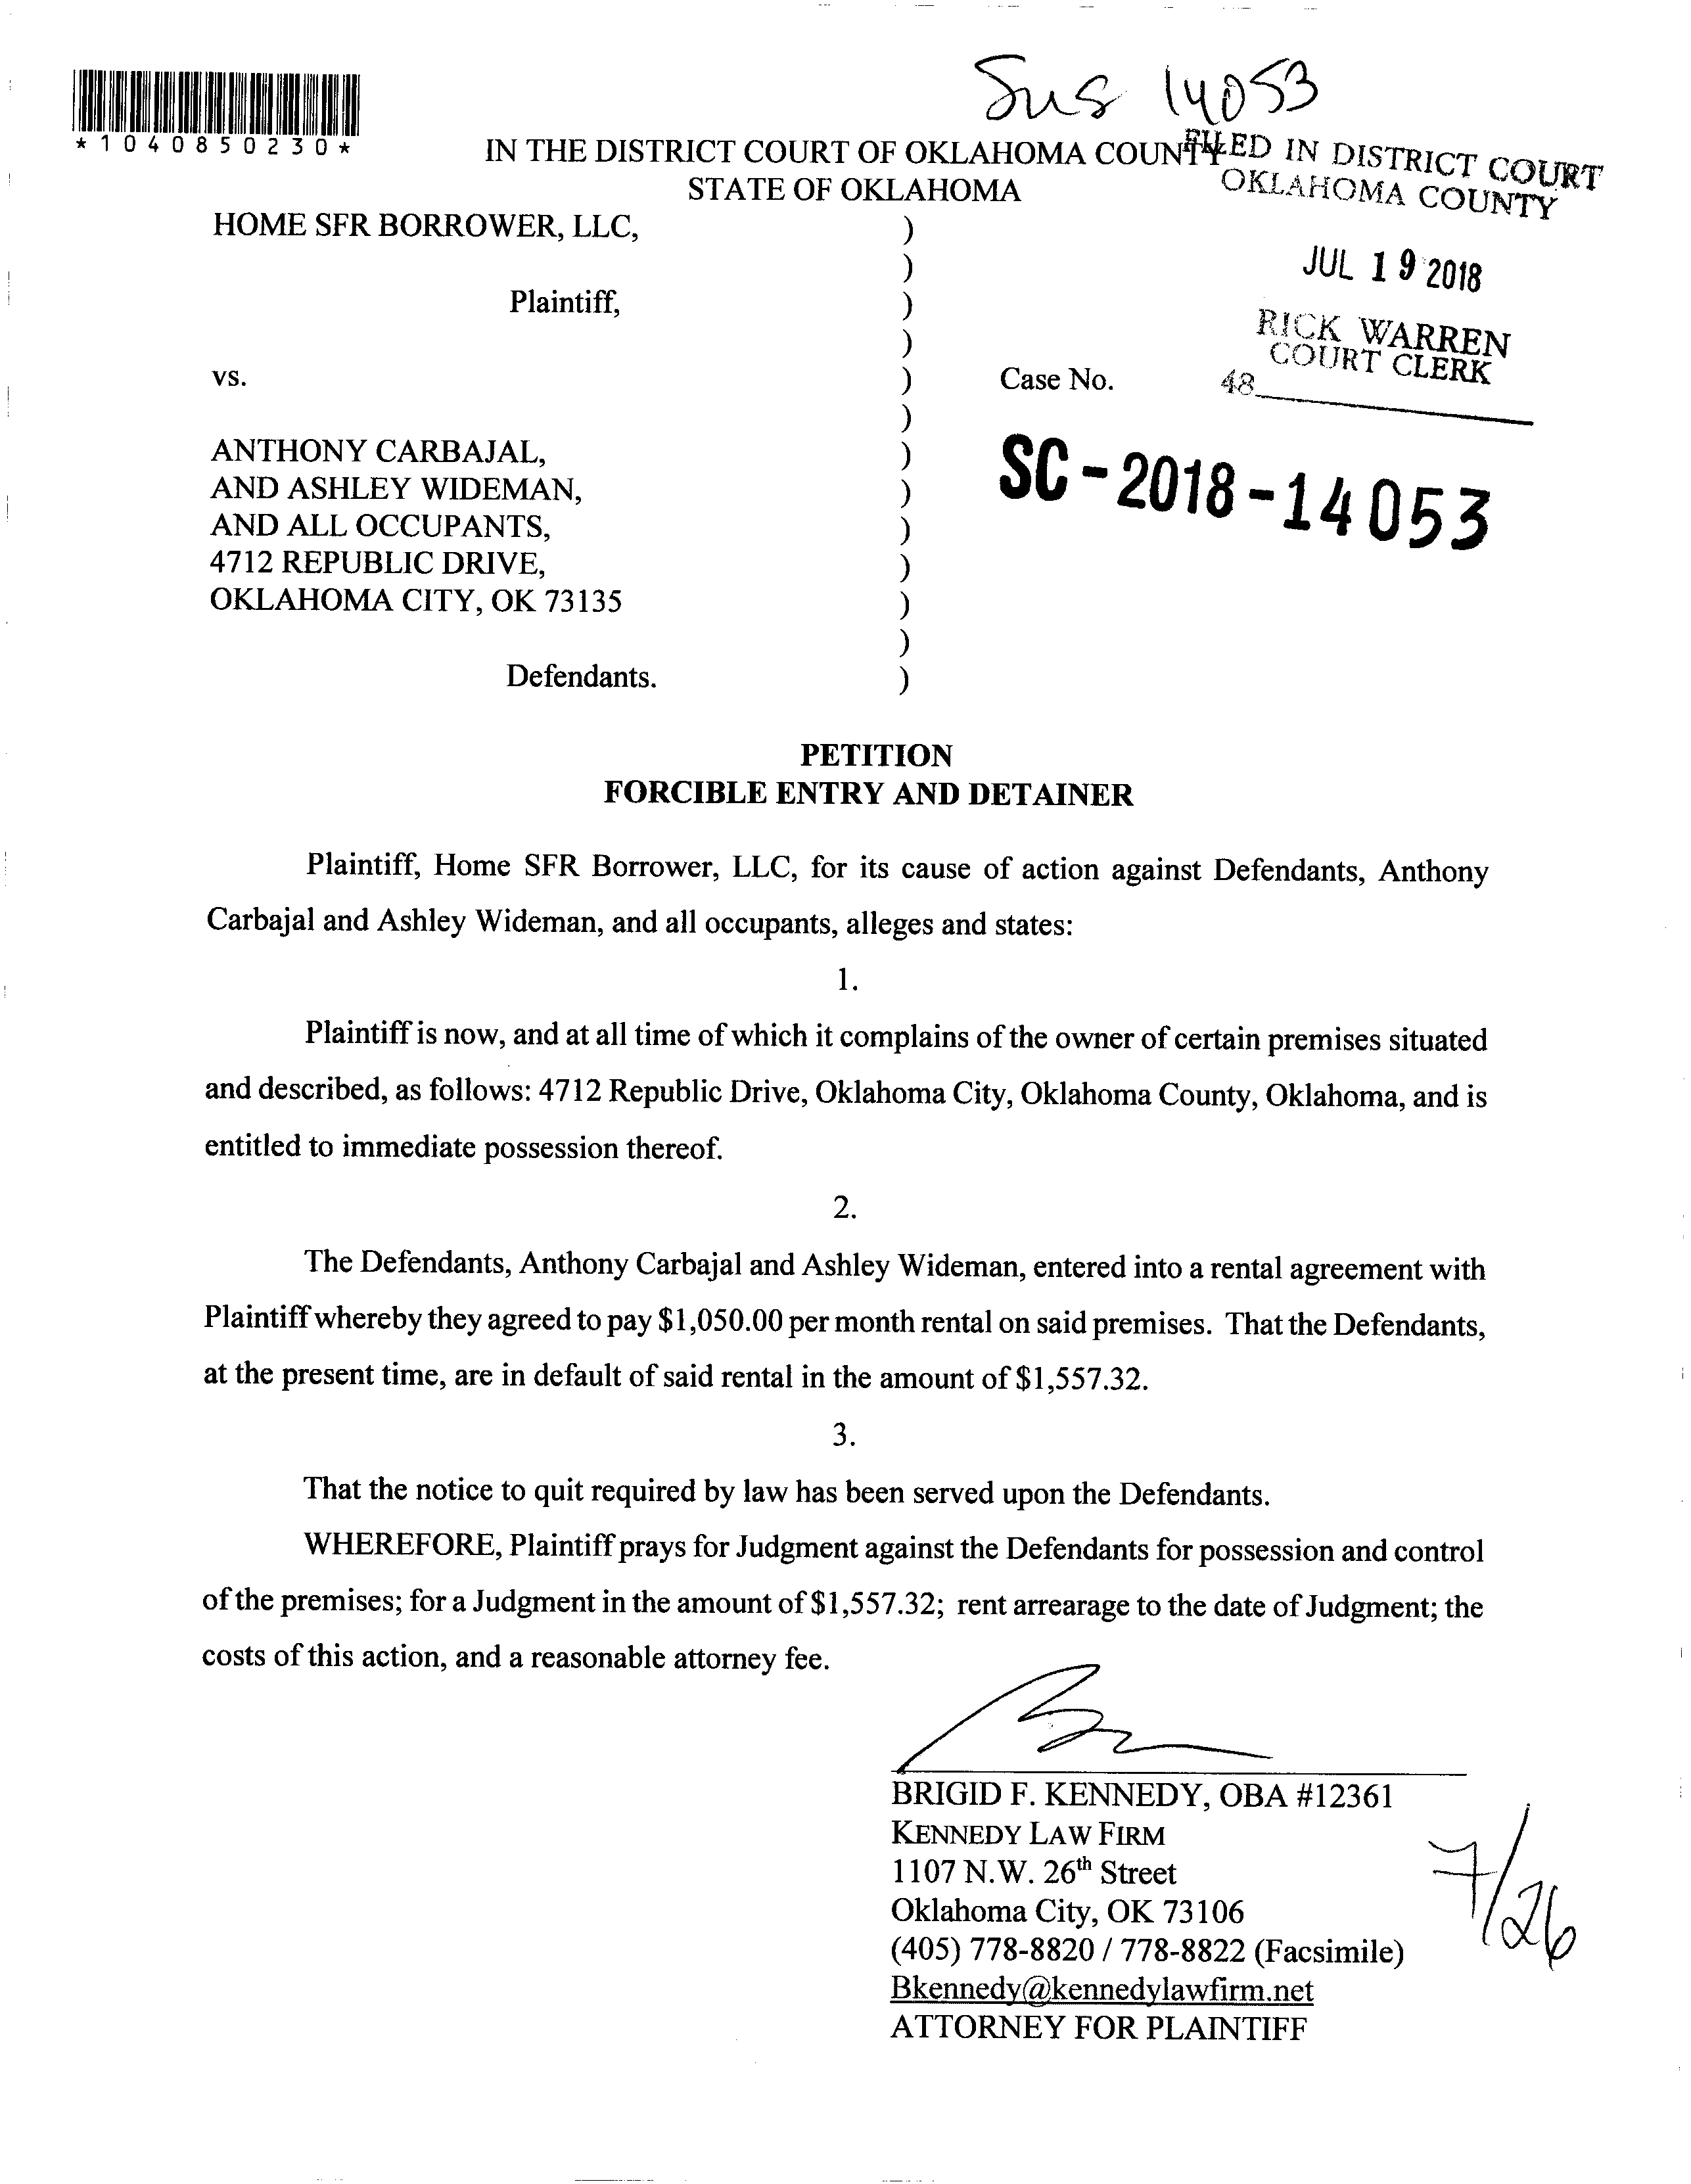 Sus 14053
*1040850230*
IN THE DISTRICT COURT OF OKLAHOMA COUNTY
STATE OF OKLAHOMA
FILED IN DISTRICT COURT
OKLAHOMA COUNTY
JUL 19 2018
RICK WARREN
COURT CLERK
48
HOME SFR BORROWER, LLC, )
)
Plaintiff, )
)
vs. ) Case No.
)
ANTHONY CARBAJAL, )
AND ASHLEY WIDEMAN, )
AND ALL OCCUPANTS, )
4712 REPUBLIC DRIVE, )
OKLAHOMA CITY, OK 73135 )
)
Defendants. )
SC-2018-14053
PETITION
FORCIBLE ENTRY AND DETAINER
Plaintiff, Home SFR Borrower, LLC, for its cause of action against Defendants, Anthony
Carbajal and Ashley Wideman, and all occupants, alleges and states:
1.
Plaintiff is now, and at all time of which it complains of the owner of certain premises situated
and described, as follows: 4712 Republic Drive, Oklahoma City, Oklahoma County, Oklahoma, and is
entitled to immediate possession thereof.
2.
The Defendants, Anthony Carbajal and Ashley Wideman, entered into a rental agreement with
Plaintiff whereby they agreed to pay $1,050.00 per month rental on said premises. That the Defendants,
at the present time, are in default of said rental in the amount of $1,557.32.
3.
That the notice to quit required by law has been served upon the Defendants.
WHEREFORE, Plaintiff prays for Judgment against the Defendants for possession and control
of the premises; for a Judgment in the amount of $1,557.32; rent arrearage to the date of Judgment; the
costs of this action, and a reasonable attorney fee.
BRIGID F. KENNEDY, OBA #12361
KENNEDY LAW FIRM
1107 N.W. 26th Street
Oklahoma City, OK 73106
(405) 778-8820 / 778-8822 (Facsimile)
Bkennedy@kennedylawfirm.net
ATTORNEY FOR PLAINTIFF
7/26